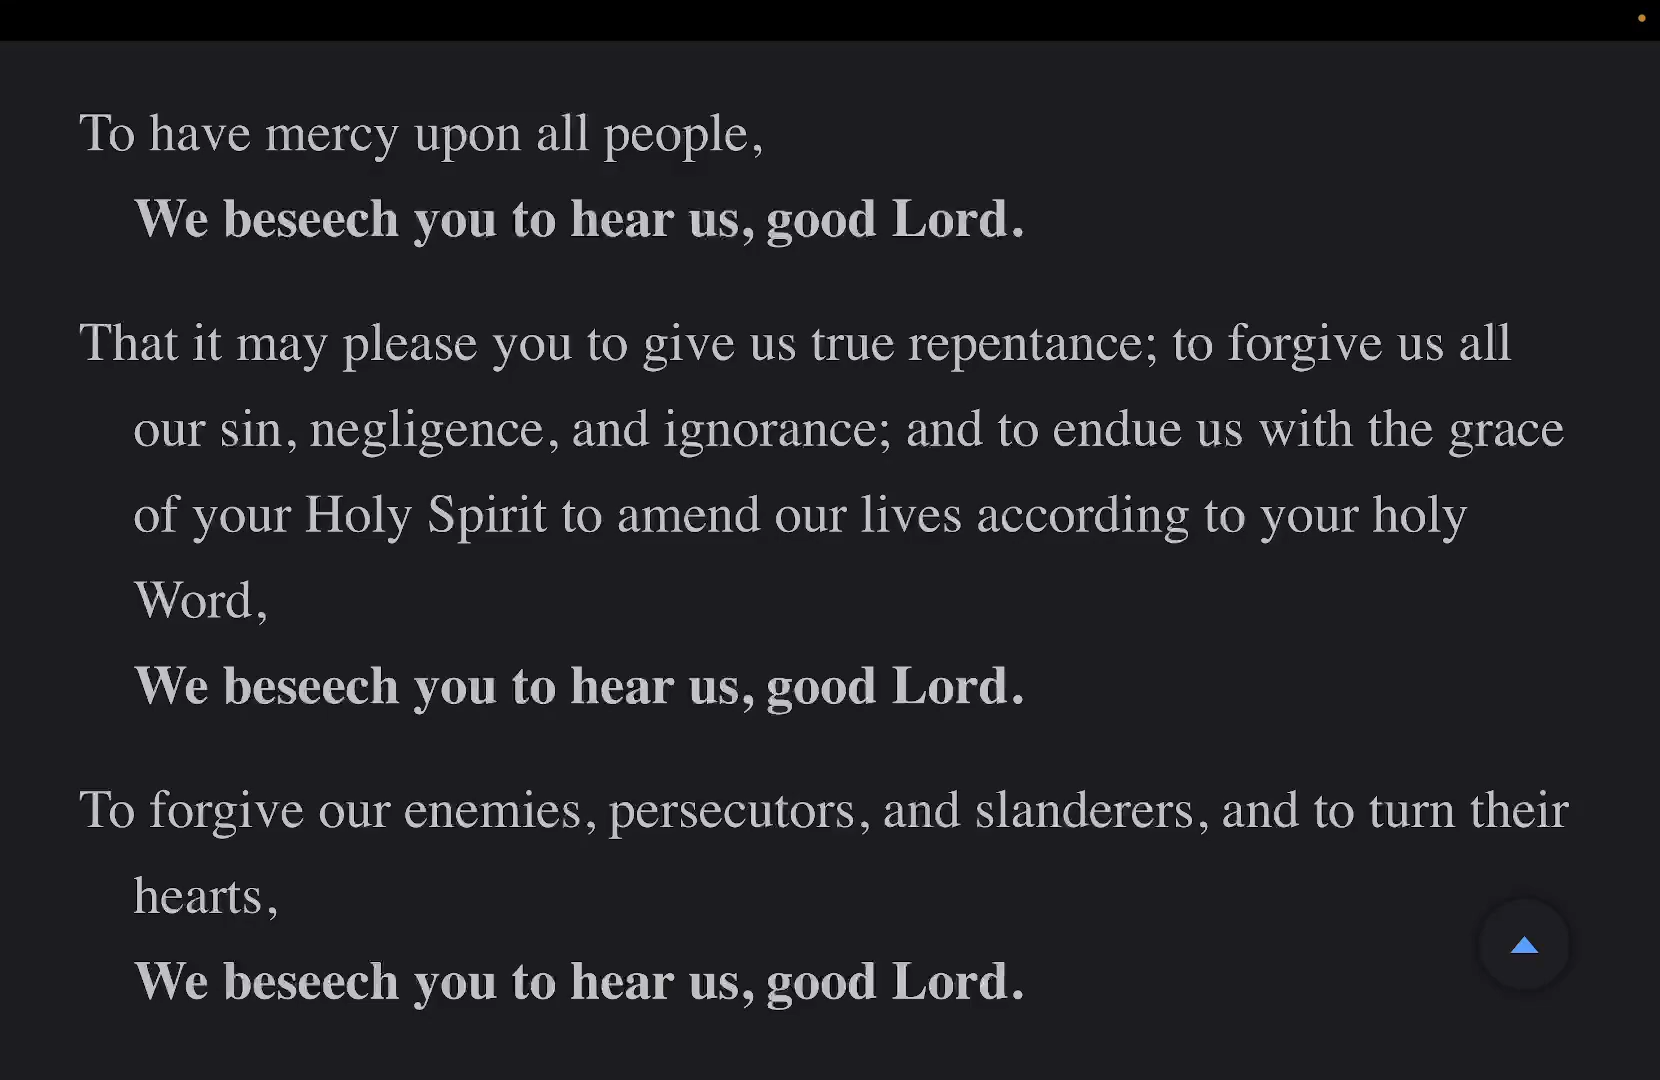 To have mercy upon all people,
We beseech you to hear us, good Lord.
That it may please you to give us true repentance; to forgive us all
our sin, negligence, and ignorance; and to endue us with the grace
of your Holy Spirit to amend our lives according to your holy
Word,
We beseech you to hear us, good Lord.
To forgive our enemies, persecutors, and slanderers, and to turn their
hearts,
We beseech you to hear us, good Lord.